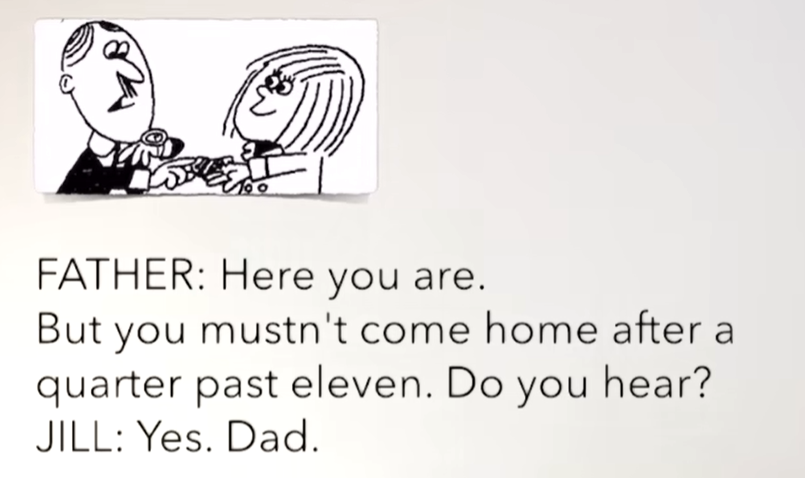 FATHER: Here you are.
But you mustn't come home after a
quarter past eleven. Do you hear?
JILL: Yes. Dad.